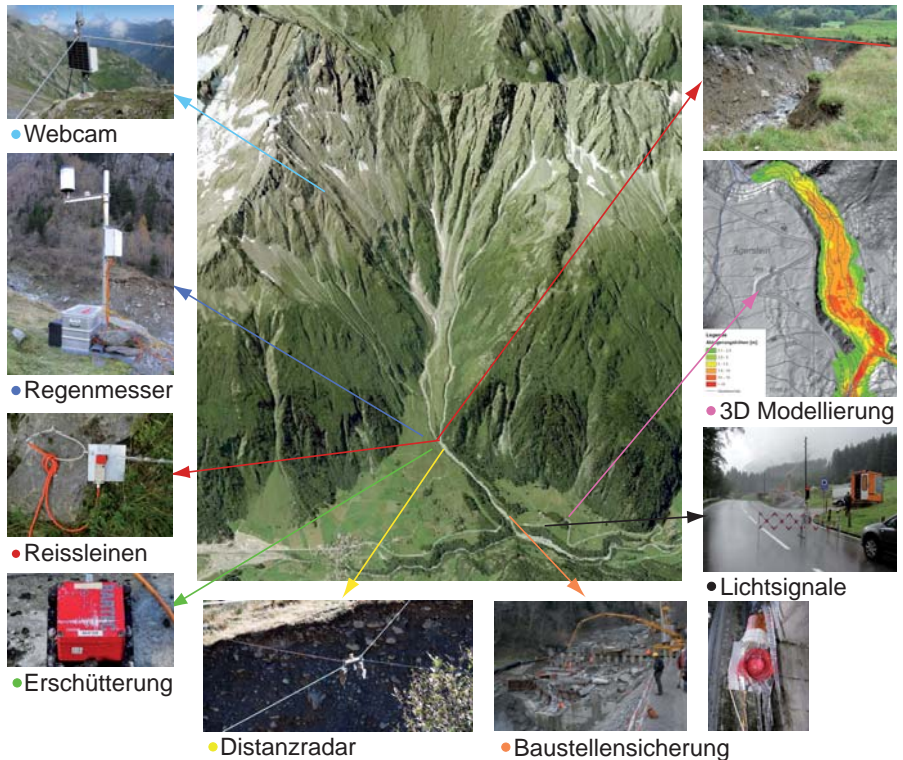 Webcam
Regenmesser
3D Modellierung
Reissleinen
Lichtsignale
Erschütterung
Distanzradar
Baustellensicherung